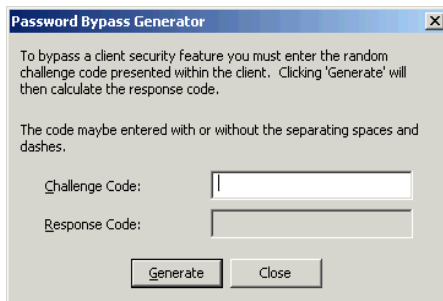 Password Bypass Generator
To bypass a client security feature you must enter the random
challenge code presented within the client. Clicking 'Generate' will
then calculate the response code.
The code maybe entered with or without the separating spaces and
dashes.
Challenge Code:
Response Code:
Generate Close